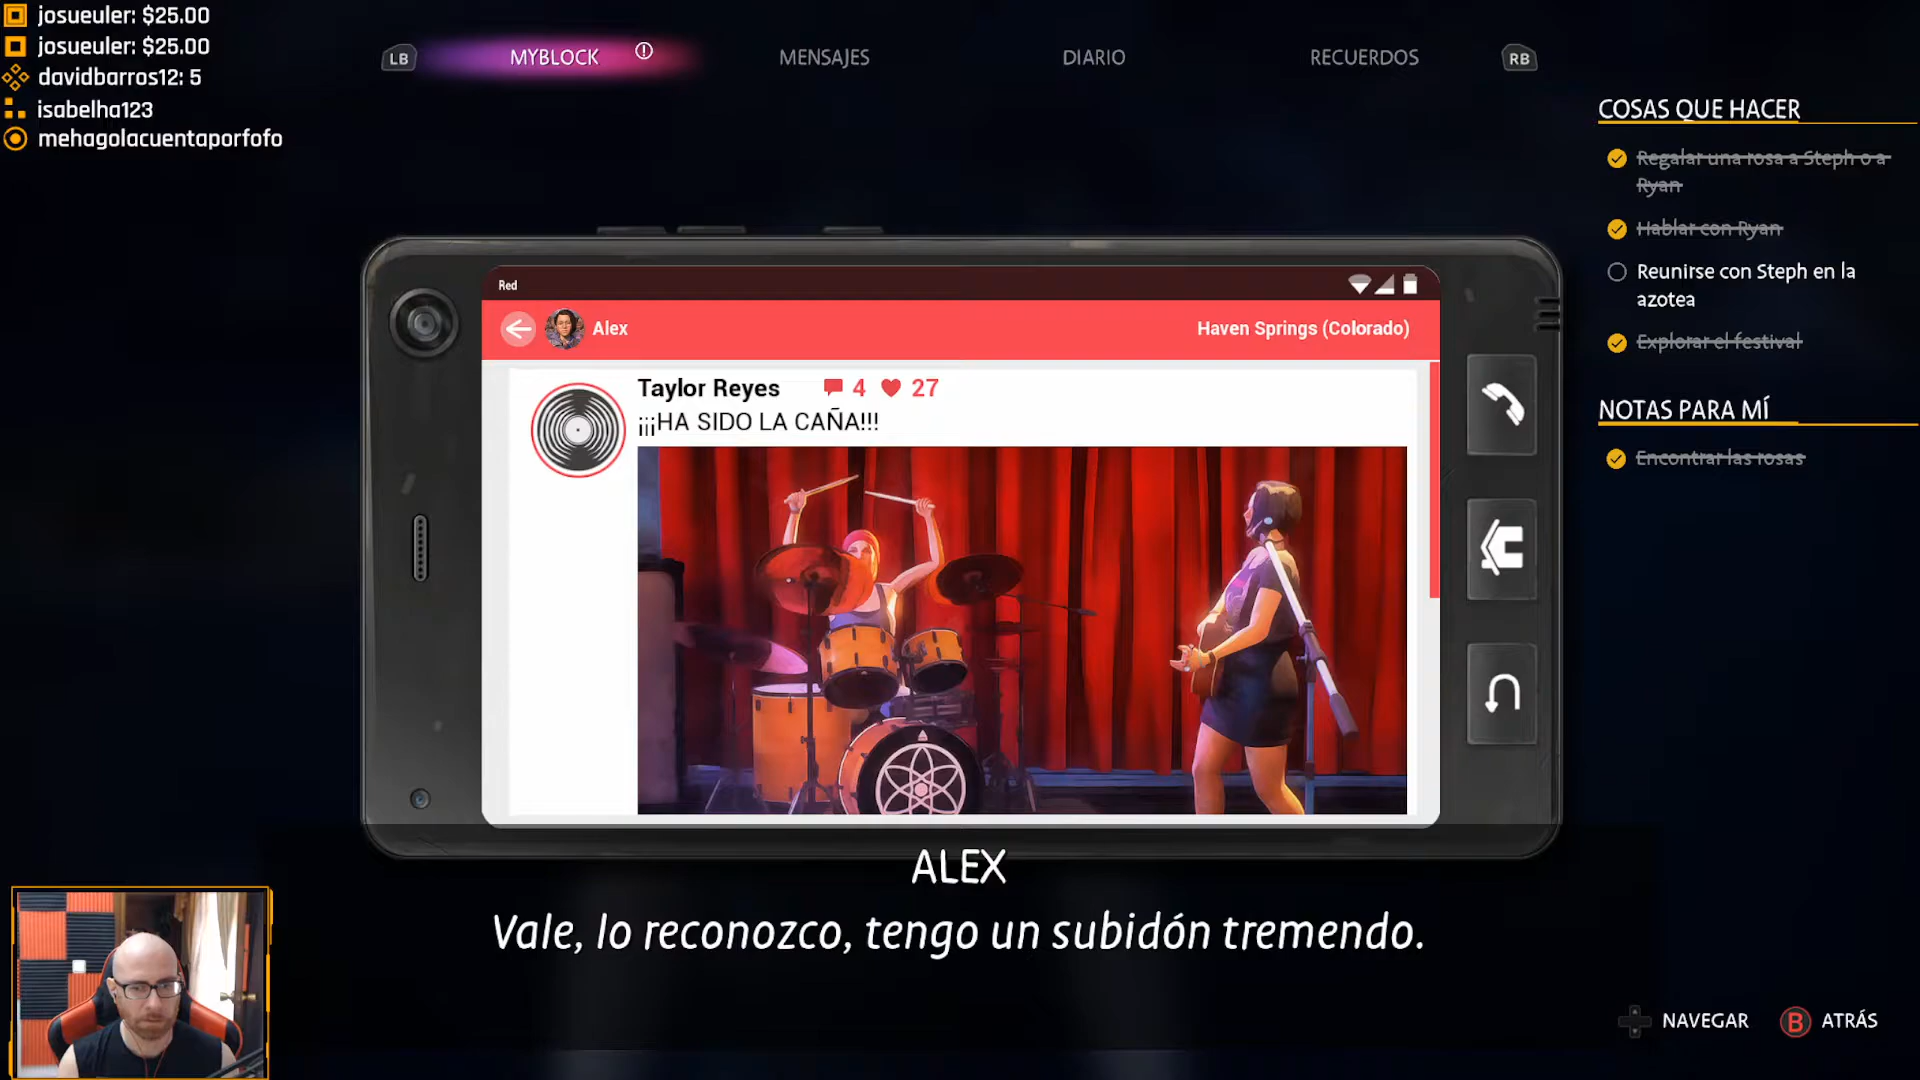 josueuler: $25.00
josueuler: $25.00
davidbarros12: 5
isabelha123
mehagolacuentaporfofo
LB
MYBLOCK
MENSAJES
DIARIO
RECUERDOS
RB
COSAS QUE HACER
Regalar una rosa a Steph o a
Ryan
Hablar con Ryan
Reunirse con Steph en la
azotea
Explorar el festival
NOTAS PARA MÍ
Encontrar las rosas
Red
Alex
Haven Springs (Colorado)
Taylor Reyes 4 27
¡¡¡HA SIDO LA CAÑA!!!
ALEX
Vale, lo reconozco, tengo un subidón tremendo.
NAVEGAR
B ATRÁS